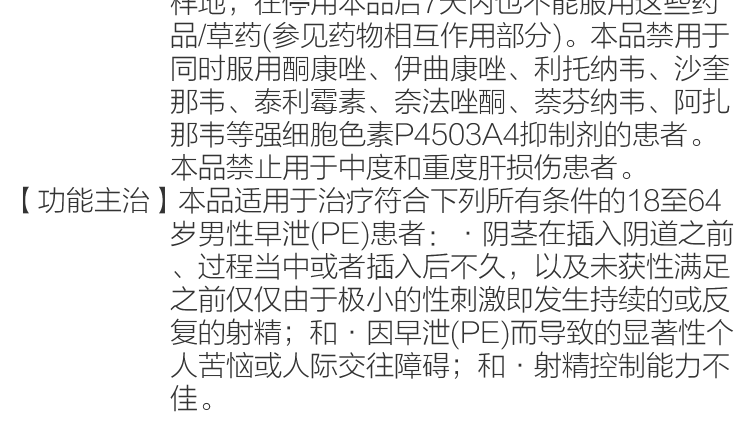 样地，在停用本品后7天内也不能服用这些药
品/草药(参见药物相互作用部分)。本品禁用于
同时服用酮康唑、伊曲康唑、利托纳韦、沙奎
那韦、泰利霉素、奈法唑酮、萘芬纳韦、阿扎
那韦等强细胞色素P4503A4抑制剂的患者。
本品禁止用于中度和重度肝损伤患者。
【功能主治】本品适用于治疗符合下列所有条件的18至64
岁男性早泄(PE)患者：·阴茎在插入阴道之前
、过程当中或者插入后不久，以及未获性满足
之前仅仅由于极小的性刺激即发生持续的或反
复的射精；和·因早泄(PE)而导致的显著性个
人苦恼或人际交往障碍；和·射精控制能力不
佳。